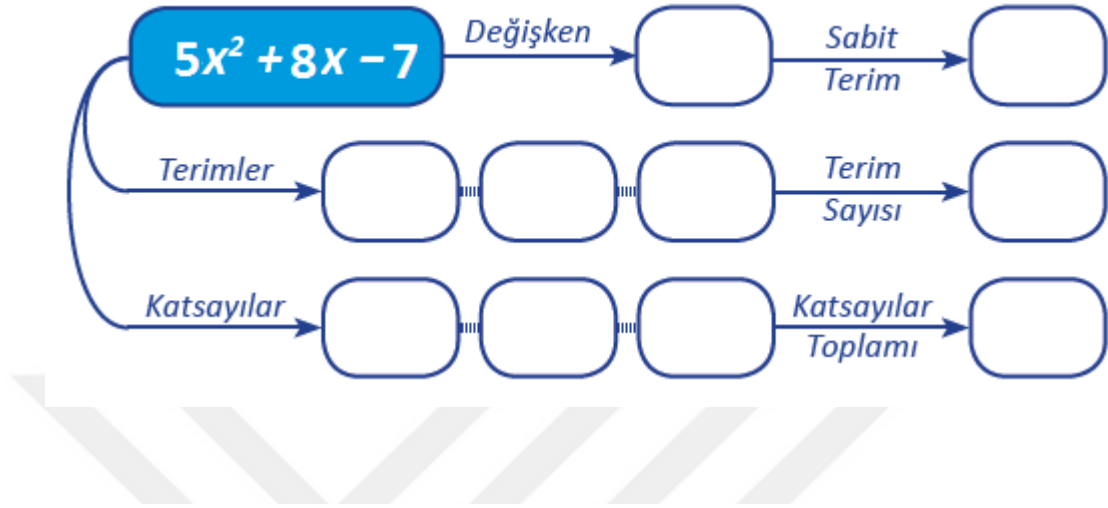 5x² + 8x − 7
Değişken
Sabit
Terim
Terimler
Terim
Sayısı
Katsayılar
Katsayılar
Toplamı